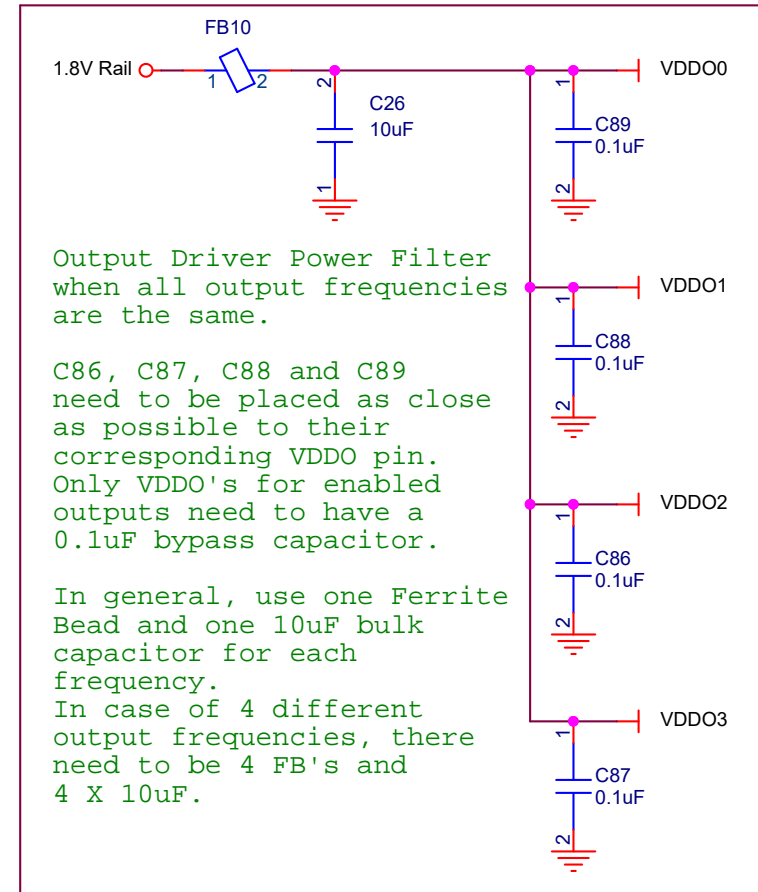 FB10
1.8V Rail
1
2
2
C26
10uF
1
1
C89
0.1uF
2
VDDO0
Output Driver Power Filter
when all output frequencies
are the same.
1
C88
0.1uF
2
VDDO1
C86, C87, C88 and C89
need to be placed as close
as possible to their
corresponding VDDO pin.
Only VDDO's for enabled
outputs need to have a
0.1uF bypass capacitor.
1
C86
0.1uF
2
VDDO2
In general, use one Ferrite
Bead and one 10uF bulk
capacitor for each
frequency.
In case of 4 different
output frequencies, there
need to be 4 FB's and
4 X 10uF.
1
C87
0.1uF
2
VDDO3